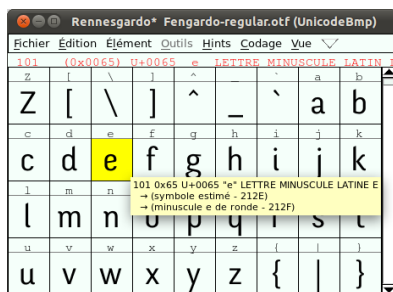 Rennesgardo* Fengardo-regular.otf (UnicodeBmp)
Fichier Édition Élément Outils Hints Codage Vue
101 (0x0065) U+0065 e LETTRE MINUSCULE LATIN
Z [ \ ] ^ _ ` a b
Z [ \ ] ^ _ ` a b
c d e f g h i j k
c d e f g h i j k
l m n
101 0x65 U+0065 "e" LETTRE MINUSCULE LATINE E
→ (symbole estimé - 212E)
→ (minuscule e de ronde - 212F)
l m n o p q r s t
u v w x y z { | }
u v w x y z { | }